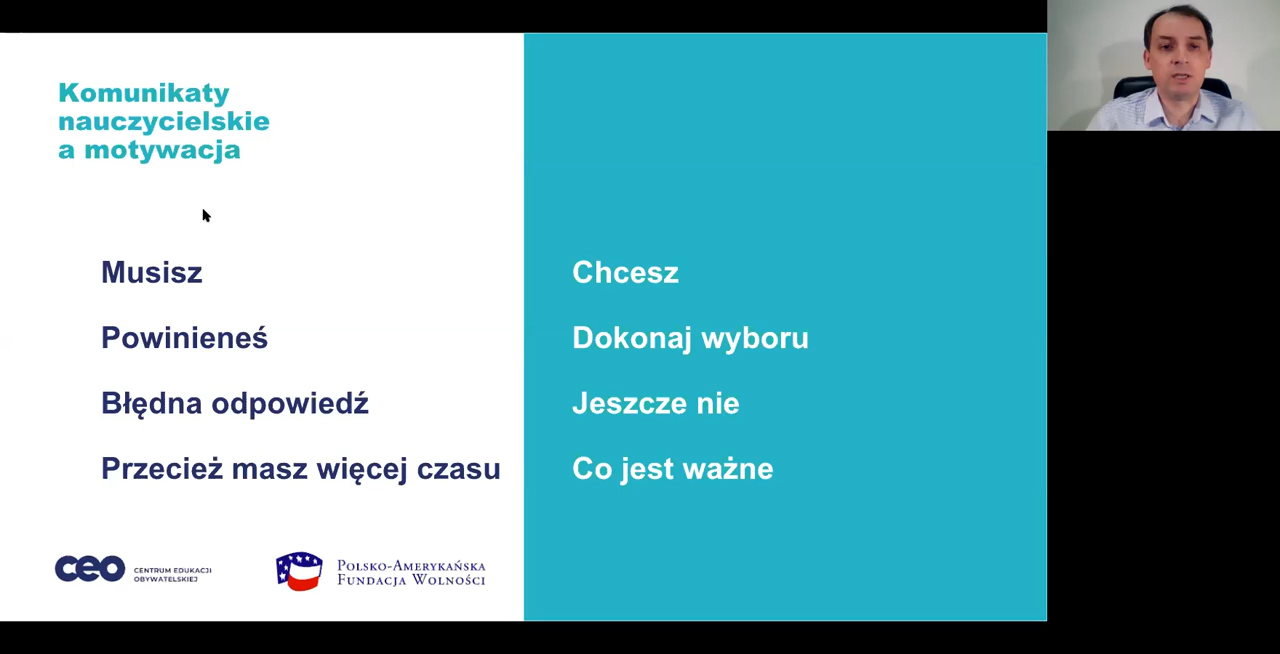 Komunikaty
nauczycielskie
a motywacja
Musisz
Chcesz
Powinieneś
Dokonaj wyboru
Błędna odpowiedź
Jeszcze nie
Przecież masz więcej czasu
Co jest ważne
ceo
CENTRUM EDUKACJI
OBYWATELSKIEJ
POLSKO-AMERYKAŃSKA
FUNDACJA WOLNOŚCI